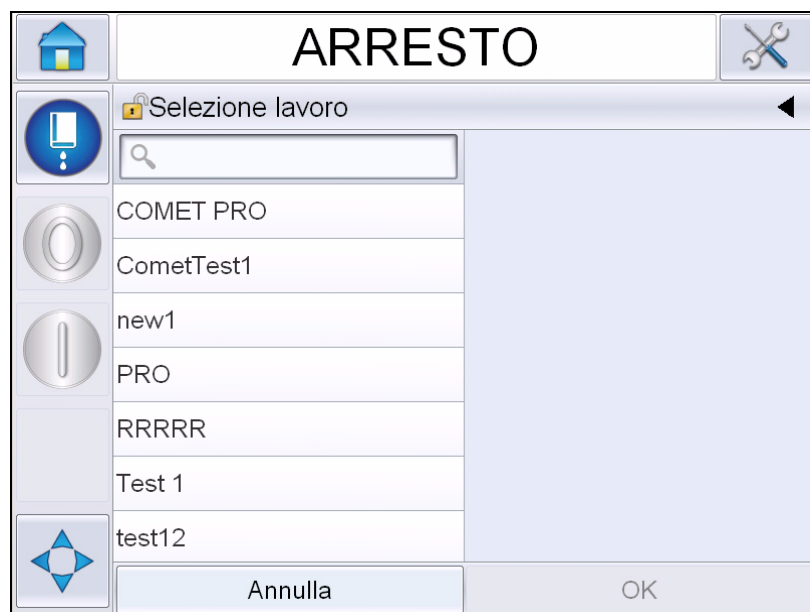 ARRESTO
Selezione lavoro
COMET PRO
CometTest1
new1
PRO
RRRRR
Test 1
test12
Annulla
OK